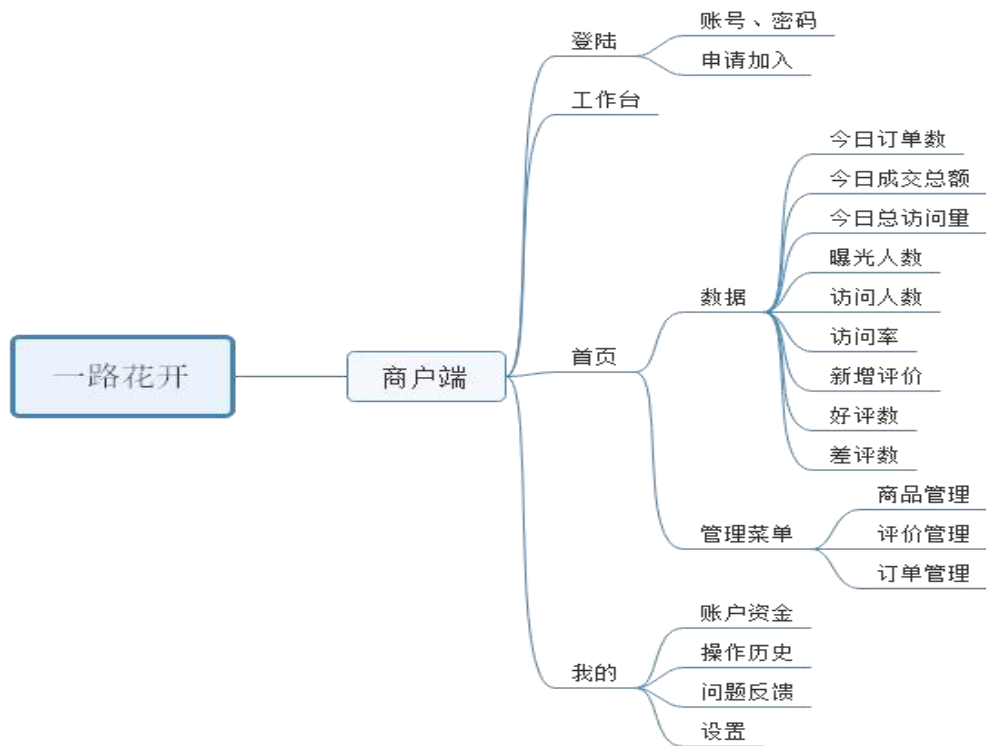 一路花开
商户端
登陆
账号、密码
申请加入
工作台
首页
数据
今日订单数
今日成交总额
今日总访问量
曝光人数
访问人数
访问率
新增评价
好评数
差评数
管理菜单
商品管理
评价管理
订单管理
我的
账户资金
操作历史
问题反馈
设置